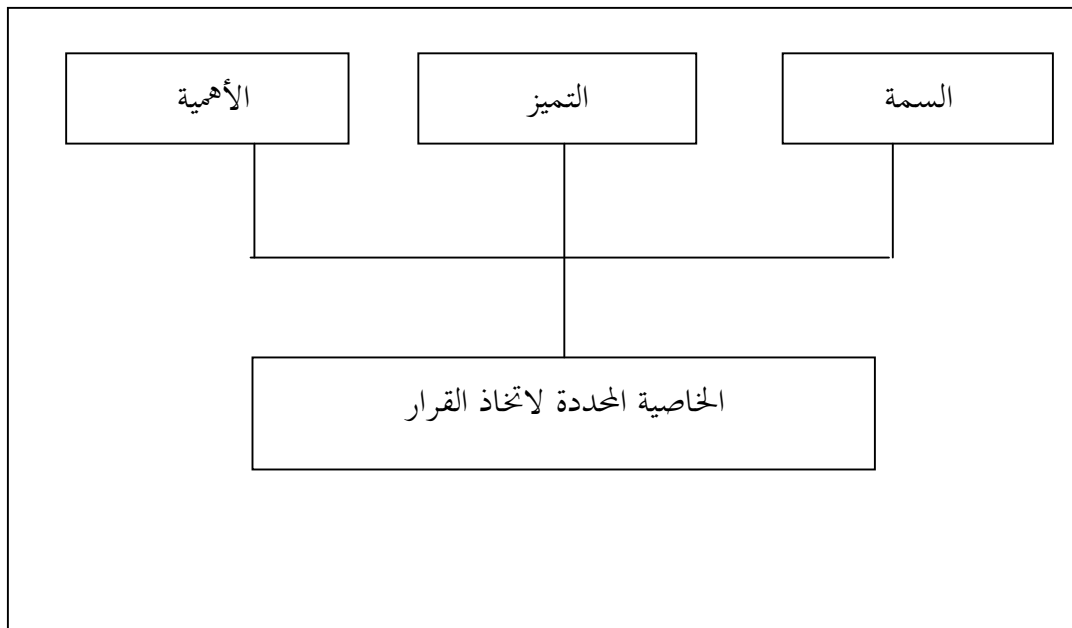 السمة
التميز
الأهمية
الخاصية المحددة لاتخاذ القرار